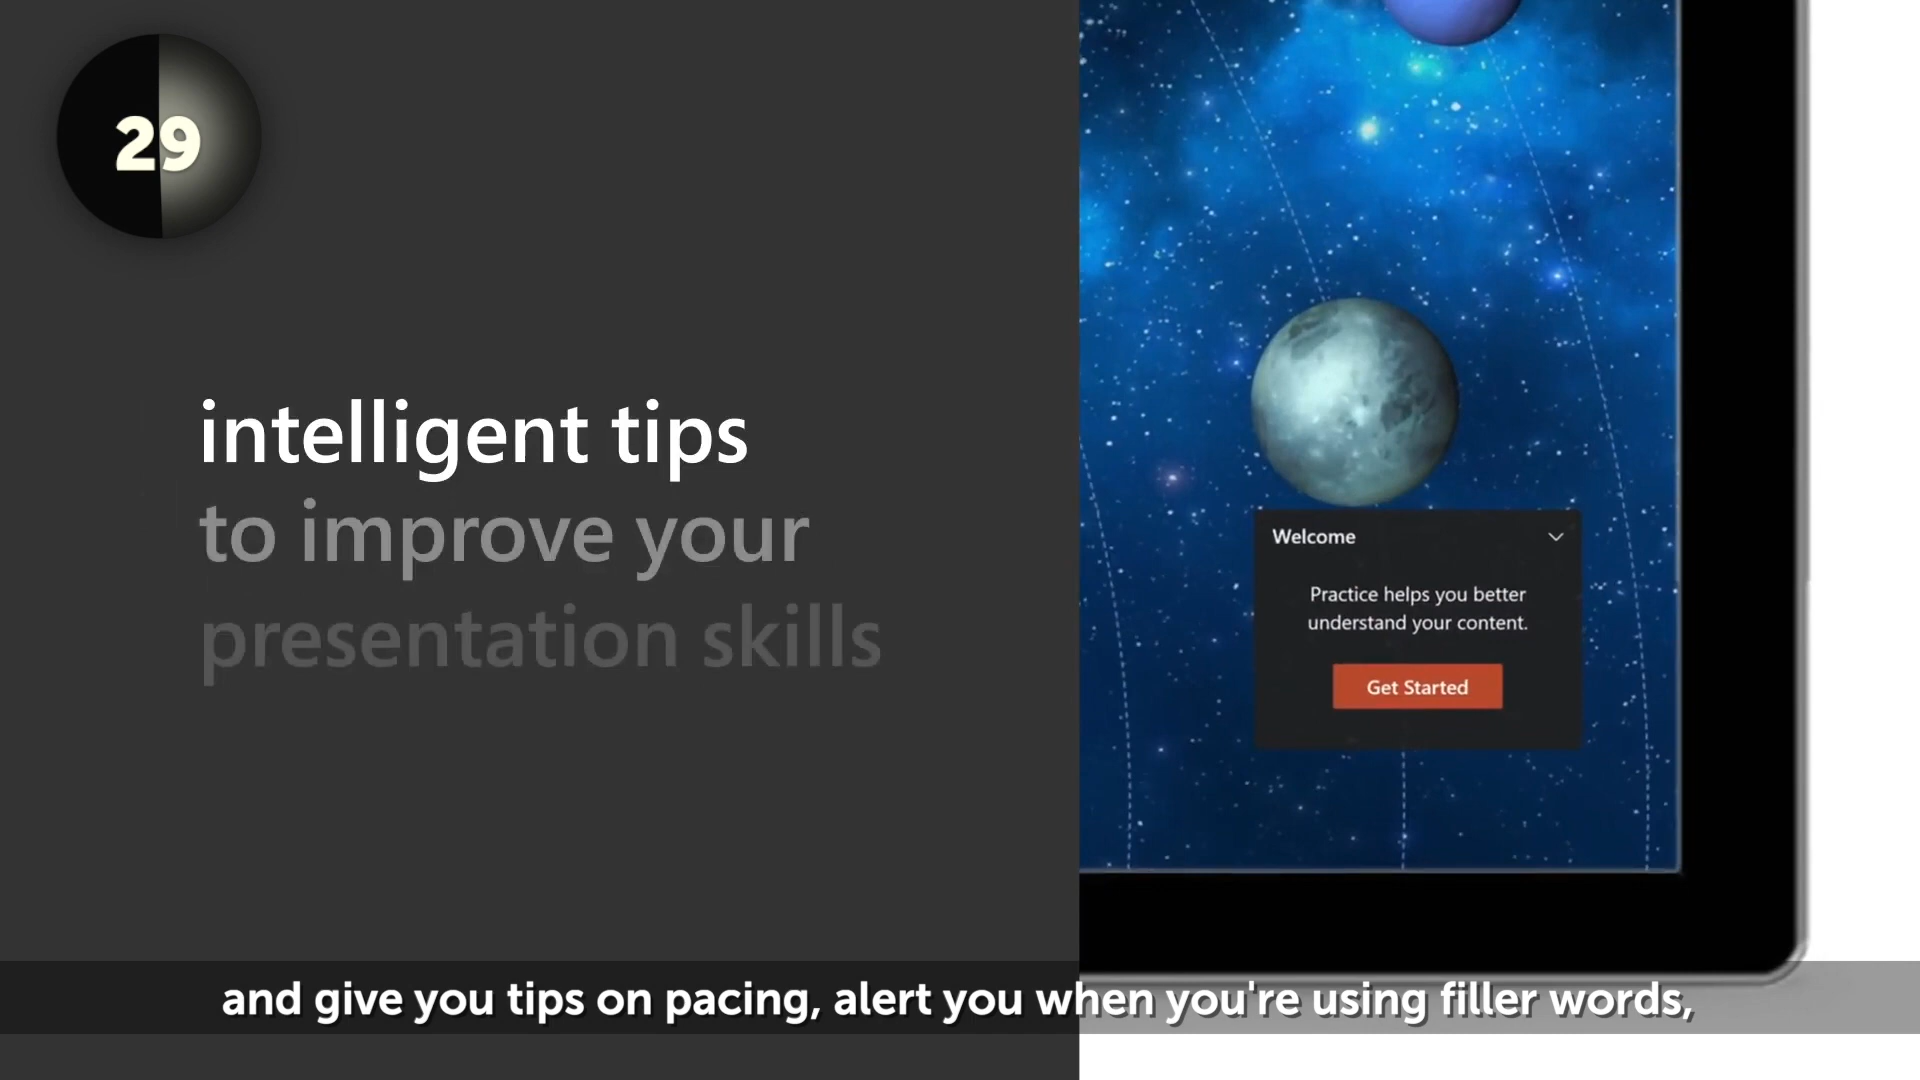 29
intelligent tips
to improve your
presentation skills
Welcome
Practice helps you better
understand your content.
Get Started
and give you tips on pacing, alert you when you're using filler words,